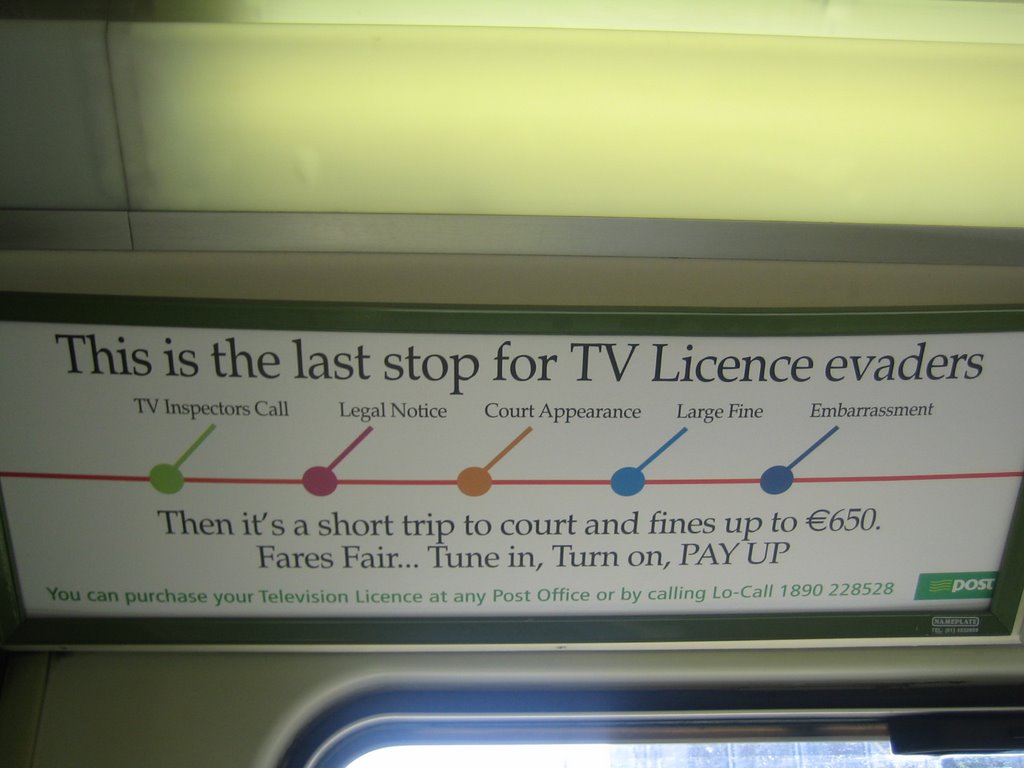 This is the last stop for TV Licence evaders
TV Inspectors Call Legal Notice Court Appearance Large Fine Embarrassment
Then it's a short trip to court and fines up to €650.
Fares Fair... Tune in, Turn on, PAY UP
You can purchase your Television Licence at any Post Office or by calling Lo-Call 1890 228528
post
NAMEPLATE